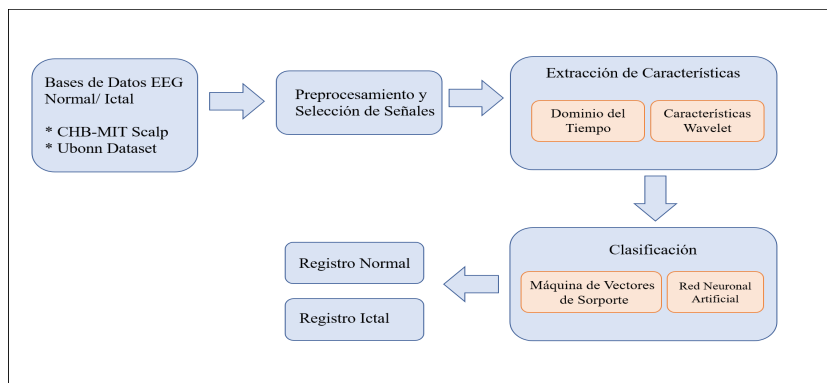 Bases de Datos EEG
Normal/ Ictal
* CHB-MIT Scalp
* Ubonn Dataset
Preprocesamiento y
Selección de Señales
Extracción de Características
Dominio del
Tiempo
Características
Wavelet
Clasificación
Máquina de Vectores
de Sorporte
Red Neuronal
Artificial
Registro Normal
Registro Ictal